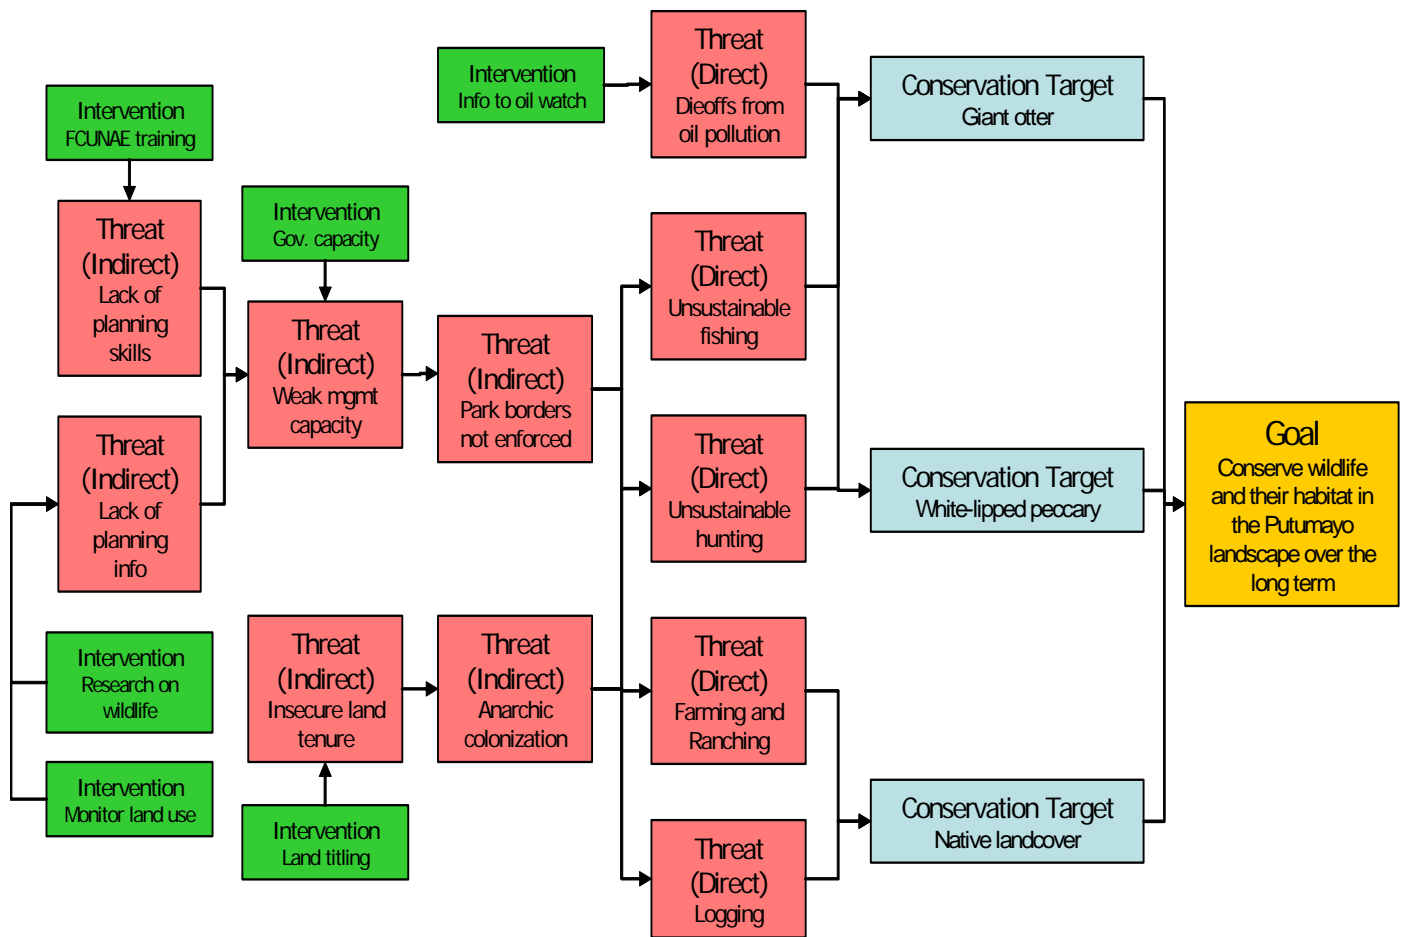 Intervention
FCUNAE training
Threat
(Indirect)
Lack of
planning
skills
Threat
(Indirect)
Lack of
planning
info
Intervention
Research on
wildlife
Intervention
Monitor land use
Intervention
Gov. capacity
Threat
(Indirect)
Weak mgmt
capacity
Threat
(Indirect)
Insecure land
tenure
Intervention
Land titling
Intervention
Info to oil watch
Threat
(Indirect)
Park borders
not enforced
Threat
(Indirect)
Anarchic
colonization
Threat
(Direct)
Dieoffs from
oil pollution
Threat
(Direct)
Unsustainable
fishing
Threat
(Direct)
Unsustainable
hunting
Threat
(Direct)
Farming and
Ranching
Threat
(Direct)
Logging
Conservation Target
Giant otter
Conservation Target
White-lipped peccary
Conservation Target
Native landcover
Goal
Conserve wildlife
and their habitat in
the Putumayo
landscape over the
long term